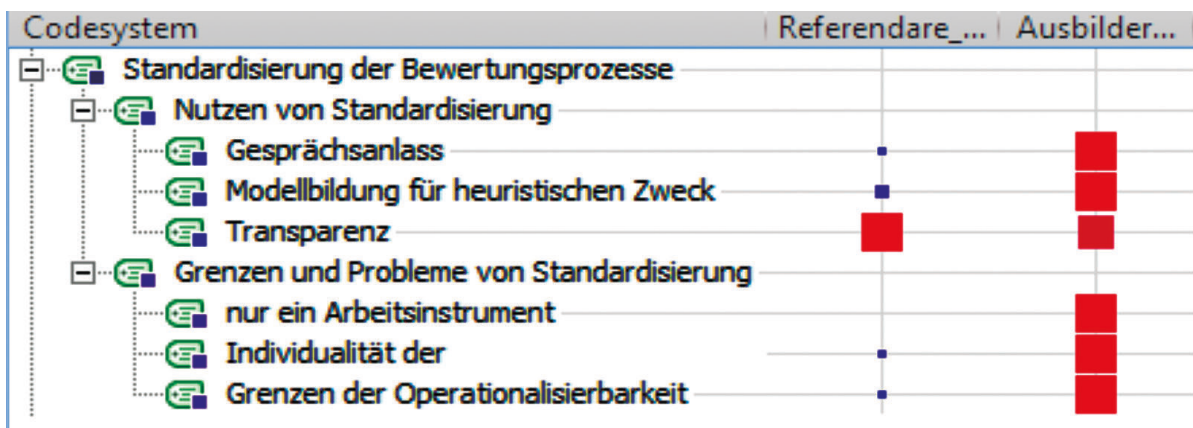 Codesystem Referendare_... Ausbilder...
Standardisierung der Bewertungsprozesse
Nutzen von Standardisierung
Gesprächsanlass
Modellbildung für heuristischen Zweck
Transparenz
Grenzen und Probleme von Standardisierung
nur ein Arbeitsinstrument
Individualität der
Grenzen der Operationalisierbarkeit